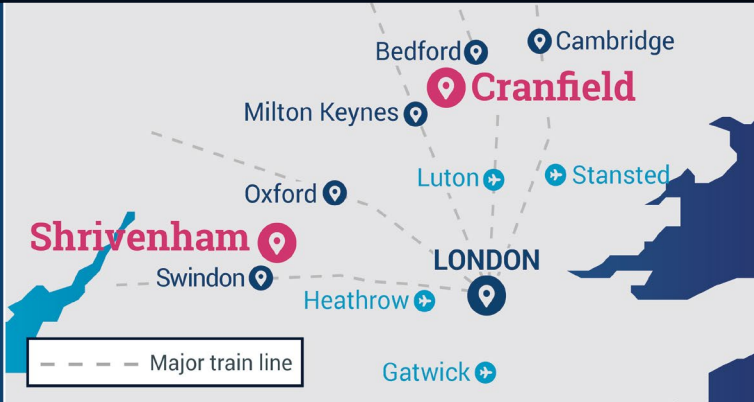 Bedford
Cambridge
Cranfield
Milton Keynes
Luton
Stansted
Oxford
Shrivenham
Swindon
LONDON
Heathrow
Major train line
Gatwick